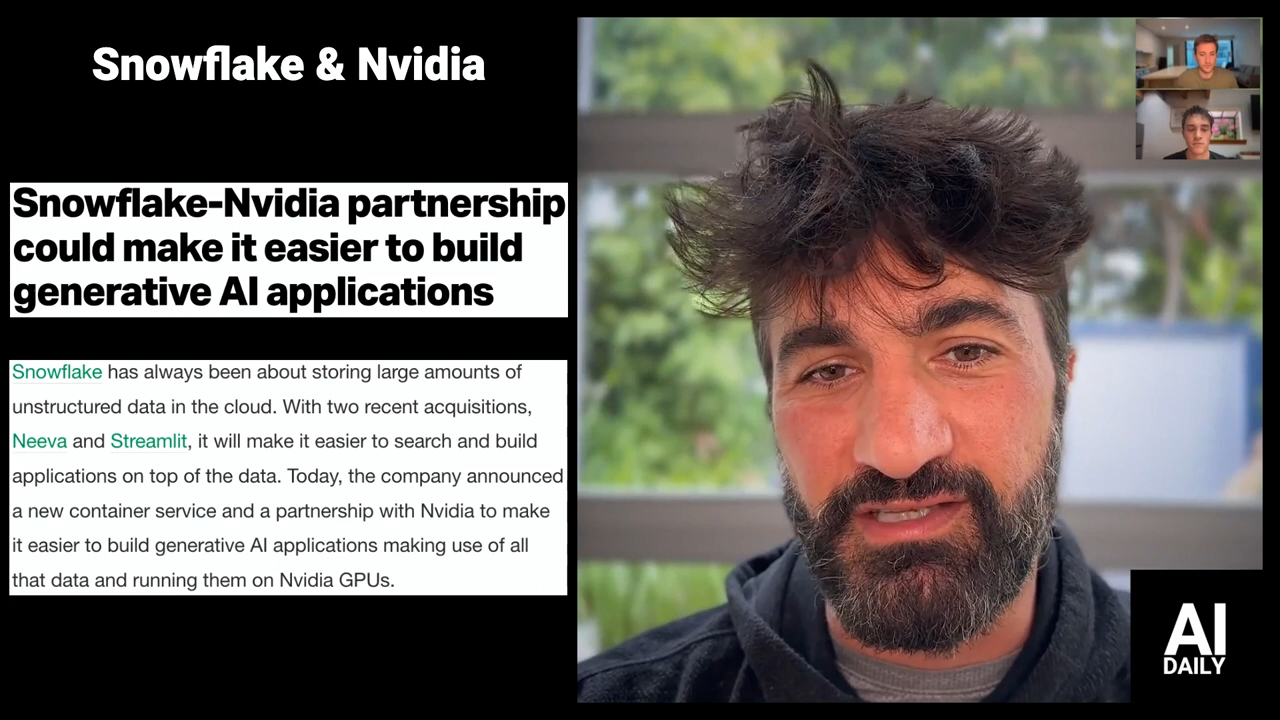 Snowflake & Nvidia
Snowflake-Nvidia partnership
could make it easier to build
generative AI applications
Snowflake has always been about storing large amounts of
unstructured data in the cloud. With two recent acquisitions,
Neeva and Streamlit, it will make it easier to search and build
applications on top of the data. Today, the company announced
a new container service and a partnership with Nvidia to make
it easier to build generative AI applications making use of all
that data and running them on Nvidia GPUs.
AI
DAILY